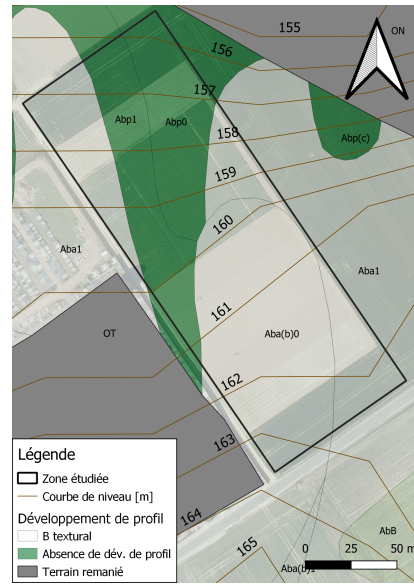 155
ON
156
157
Abp1
Abp0
158
Abp(c)
159
160
Aba1
Aba1
161
OT
Aba(b)0
162
163
164
165
AbB
Aba(b)1
Légende
Zone étudiée
Courbe de niveau [m]
Développement de profil
B textural
Absence de dév. de profil
Terrain remanié
0 25 50 m